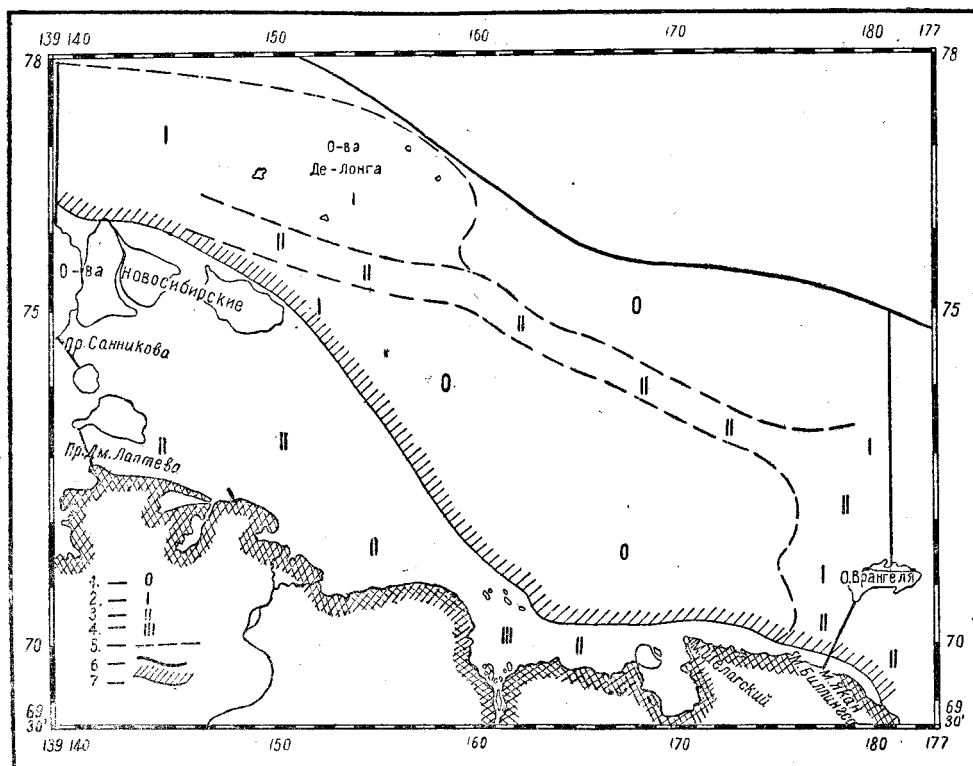 139 140 150 160 170 180 177
78 78
I
О-ва
Де-Лонга
I
II
II
О-ва Новосибирские
I
0
75 75
II
Пр. Санникова
0
II
II
I
II II
Пр. Дм. Лаптева
II
0
0
I
О. Врангеля
1. 0
2. I
3. II
4. III
5.
6.
7.
II
III
II
II
70 70
м. Якан
Биллингса
69 30' 69 30'
139 140 150 160 170 180 177